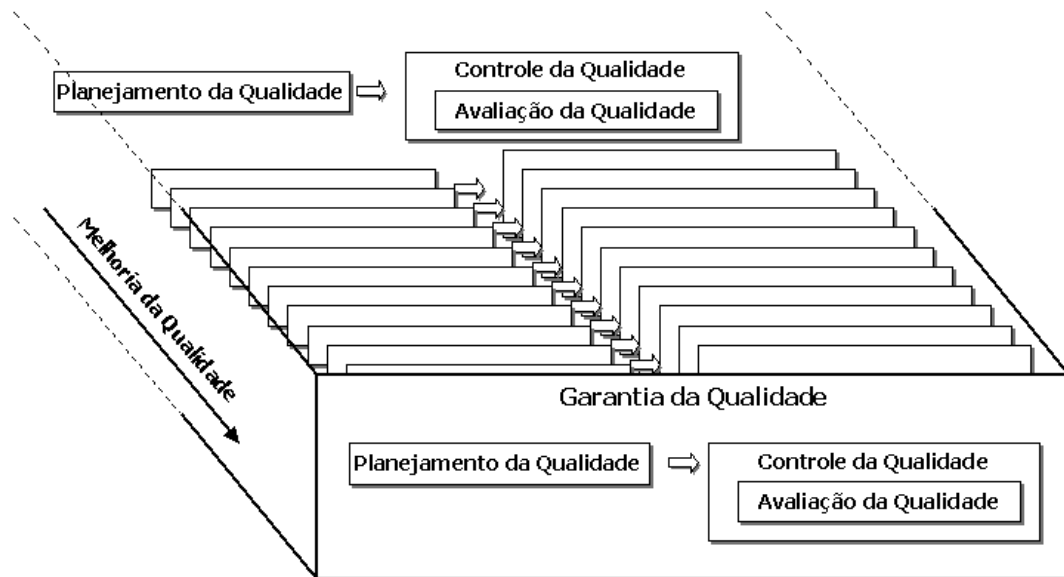 Planejamento da Qualidade
Controle da Qualidade
Avaliação da Qualidade
Melhoria da Qualidade
Garantia da Qualidade
Planejamento da Qualidade
Controle da Qualidade
Avaliação da Qualidade